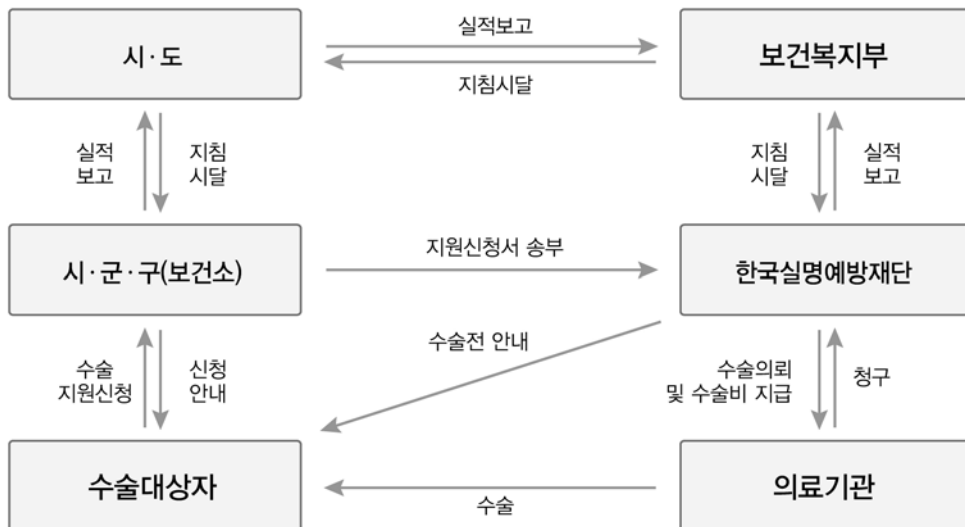 실적보고
시·도
보건복지부
지침시달
실적
보고
지침
시달
지침
시달
실적
보고
시·군·구(보건소)
지원신청서 송부
한국실명예방재단
수술전 안내
수술
지원신청
신청
안내
수술의뢰
및 수술비 지급
청구
수술대상자
수술
의료기관